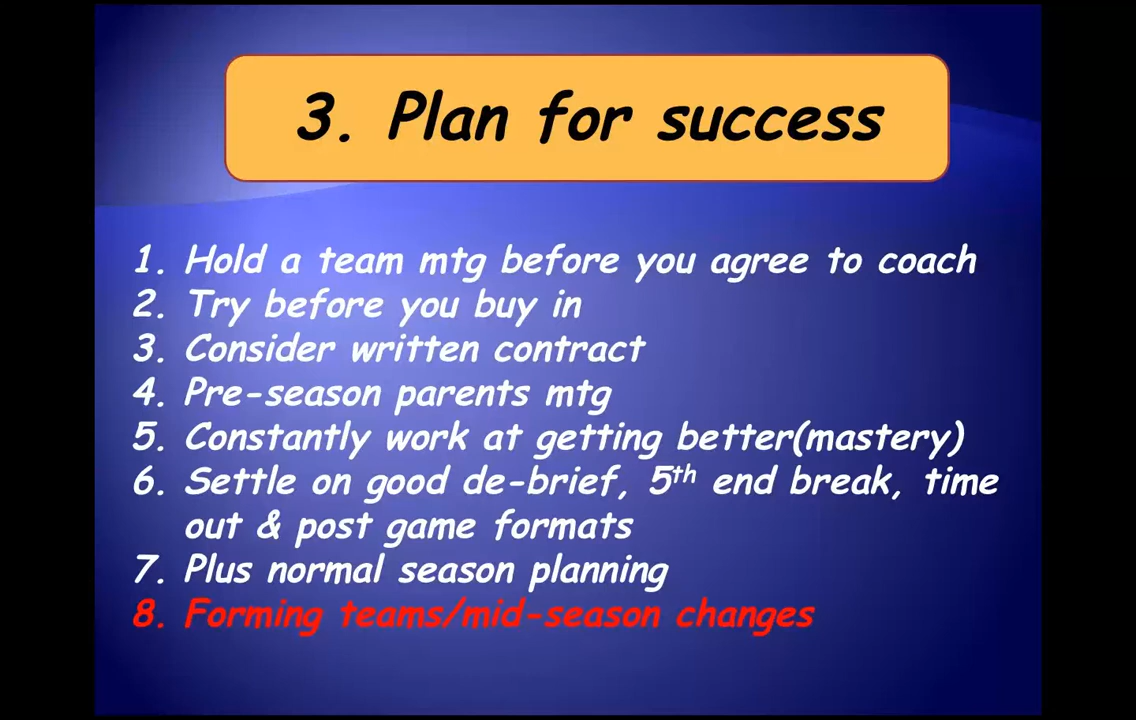 3. Plan for success
1. Hold a team mtg before you agree to coach
2. Try before you buy in
3. Consider written contract
4. Pre-season parents mtg
5. Constantly work at getting better(mastery)
6. Settle on good de-brief, 5th end break, time
out & post game formats
7. Plus normal season planning
8. Forming teams/mid-season changes